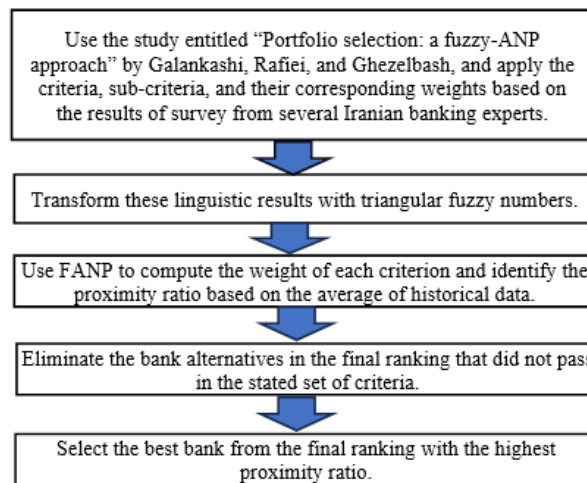 Use the study entitled “Portfolio selection: a fuzzy-ANP
approach” by Galankashi, Rafiei, and Ghezelbash, and apply the
criteria, sub-criteria, and their corresponding weights based on
the results of survey from several Iranian banking experts.
Transform these linguistic results with triangular fuzzy numbers.
Use FANP to compute the weight of each criterion and identify the
proximity ratio based on the average of historical data.
Eliminate the bank alternatives in the final ranking that did not pass
in the stated set of criteria.
Select the best bank from the final ranking with the highest
proximity ratio.